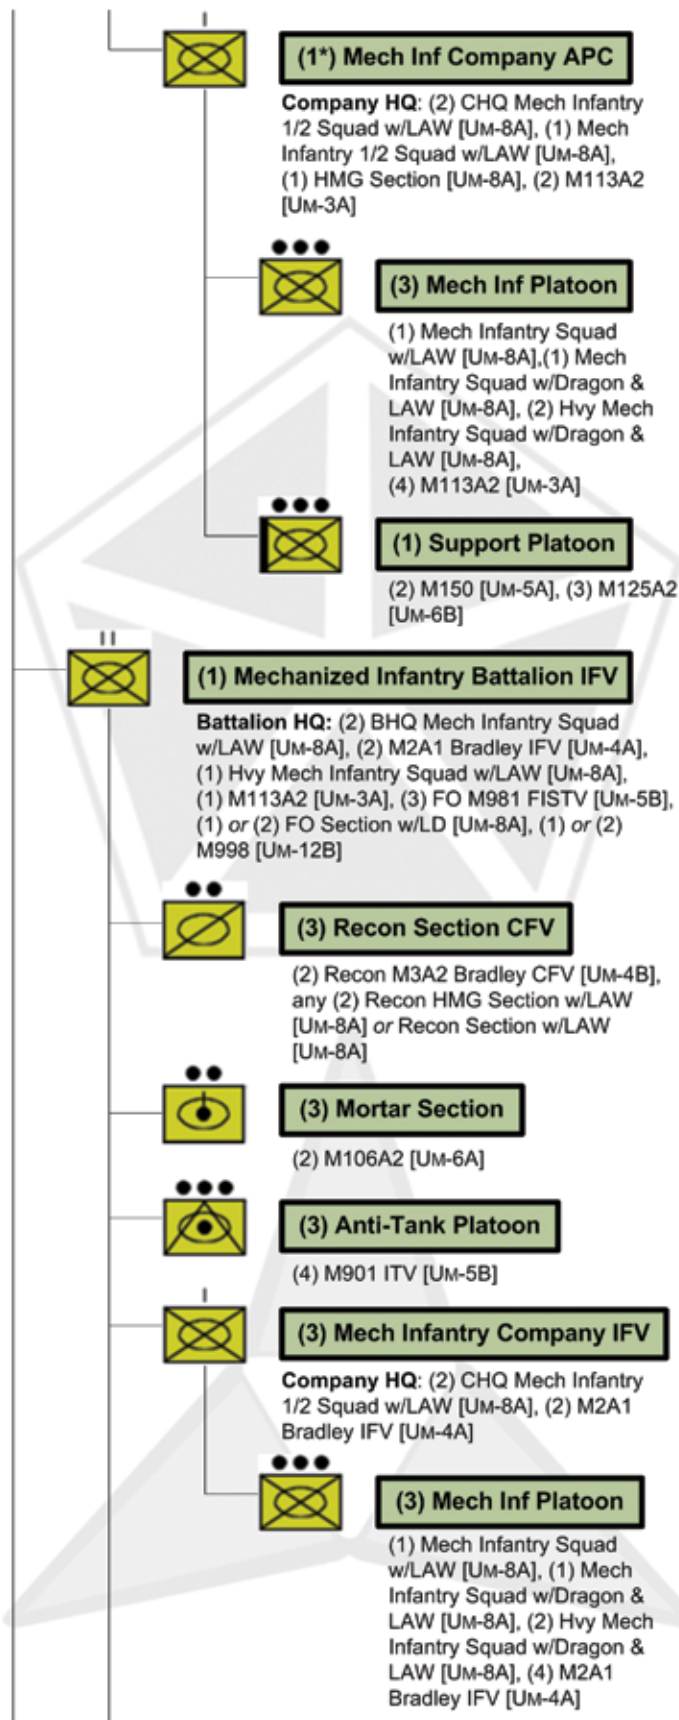 (1*) Mech Inf Company APC
Company HQ: (2) CHQ Mech Infantry
1/2 Squad w/LAW [UM-8A], (1) Mech
Infantry 1/2 Squad w/LAW [UM-8A],
(1) HMG Section [UM-8A], (2) M113A2
[UM-3A]
(3) Mech Inf Platoon
(1) Mech Infantry Squad
w/LAW [UM-8A],(1) Mech
Infantry Squad w/Dragon &
LAW [UM-8A], (2) Hvy Mech
Infantry Squad w/Dragon &
LAW [UM-8A],
(4) M113A2 [UM-3A]
(1) Support Platoon
(2) M150 [UM-5A], (3) M125A2
[UM-6B]
(1) Mechanized Infantry Battalion IFV
Battalion HQ: (2) BHQ Mech Infantry Squad
w/LAW [UM-8A], (2) M2A1 Bradley IFV [UM-4A],
(1) Hvy Mech Infantry Squad w/LAW [UM-8A],
(1) M113A2 [UM-3A], (3) FO M981 FISTV [UM-5B],
(1) or (2) FO Section w/LD [UM-8A], (1) or (2)
M998 [UM-12B]
(3) Recon Section CFV
(2) Recon M3A2 Bradley CFV [UM-4B],
any (2) Recon HMG Section w/LAW
[UM-8A] or Recon Section w/LAW
[UM-8A]
(3) Mortar Section
(2) M106A2 [UM-6A]
(3) Anti-Tank Platoon
(4) M901 ITV [UM-5B]
(3) Mech Infantry Company IFV
Company HQ: (2) CHQ Mech Infantry
1/2 Squad w/LAW [UM-8A], (2) M2A1
Bradley IFV [UM-4A]
(3) Mech Inf Platoon
(1) Mech Infantry Squad
w/LAW [UM-8A], (1) Mech
Infantry Squad w/Dragon &
LAW [UM-8A], (2) Hvy Mech
Infantry Squad w/Dragon &
LAW [UM-8A], (4) M2A1
Bradley IFV [UM-4A]